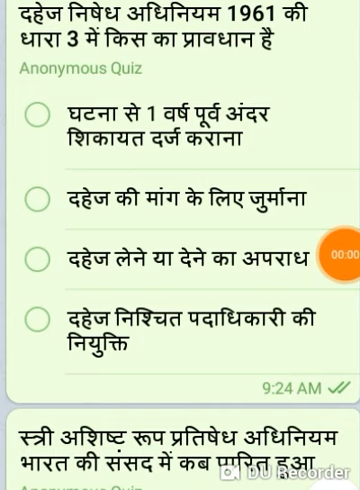 दहेज निषेध अधिनियम 1961 की
धारा 3 में किस का प्रावधान है
Anonymous Quiz
घटना से 1 वर्ष पूर्व अंदर
शिकायत दर्ज कराना
दहेज की मांग के लिए जुर्माना
दहेज लेने या देने का अपराध
00:00
दहेज निश्चित पदाधिकारी की
नियुक्ति
9:24 AM
स्त्री अशिष्ट रूप प्रतिषेध अधिनियम
भारत की संसद में कब पारित हुआ
DU Recorder